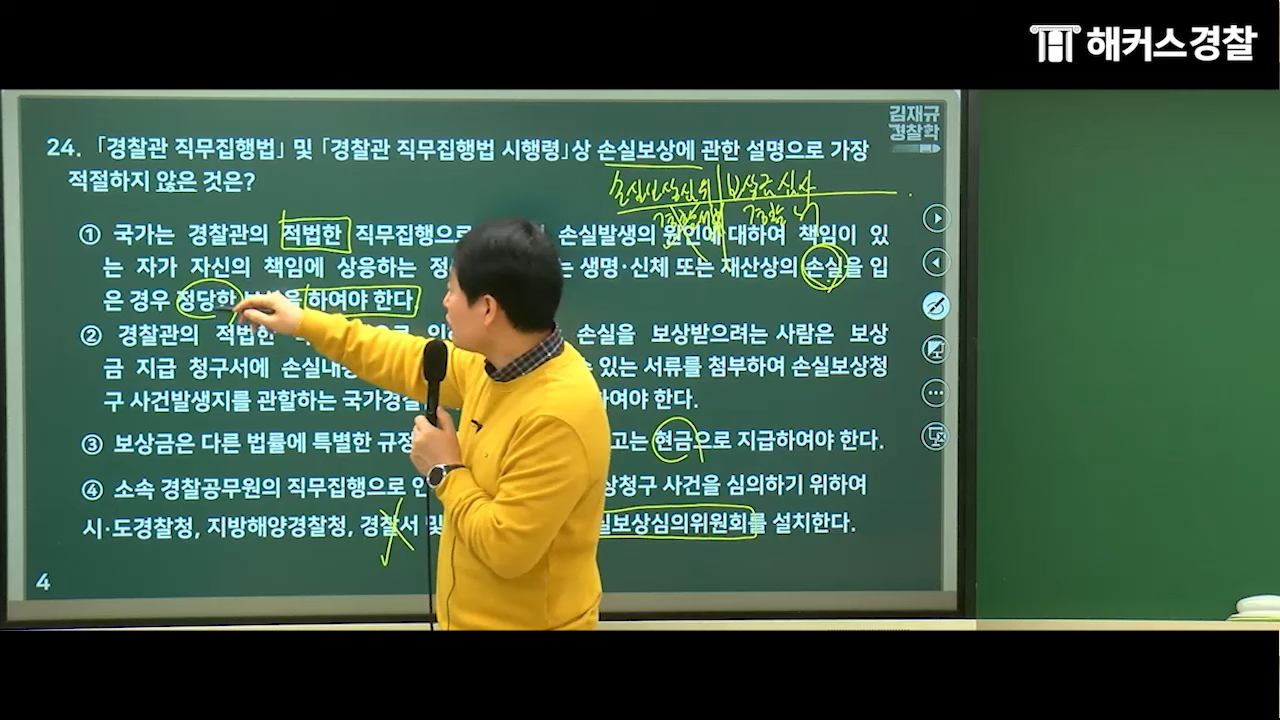 해커스경찰
김재규
경찰학
24. 「경찰관 직무집행법」 및 「경찰관 직무집행법 시행령」상 손실보상에 관한 설명으로 가장
적절하지 않은 것은?
손실보상심의 보상금심사
경찰서 경찰서
① 국가는 경찰관의 적법한 직무집행으로 손실발생의 원인에 대하여 책임이 있
는 자가 자신의 책임에 상응하는 정 는 생명·신체 또는 재산상의 손실을 입
은 경우 정당한 을 하여야 한다
② 경찰관의 적법한 손실을 보상받으려는 사람은 보상
금 지급 청구서에 손실내 있는 서류를 첨부하여 손실보상청
구 사건발생지를 관할하는 국가경찰 하여야 한다.
③ 보상금은 다른 법률에 특별한 규정 고는 현금으로 지급하여야 한다.
④ 소속 경찰공무원의 직무집행으로 인 상청구 사건을 심의하기 위하여
시·도경찰청, 지방해양경찰청, 경찰서 및 실보상심의위원회를 설치한다.
4